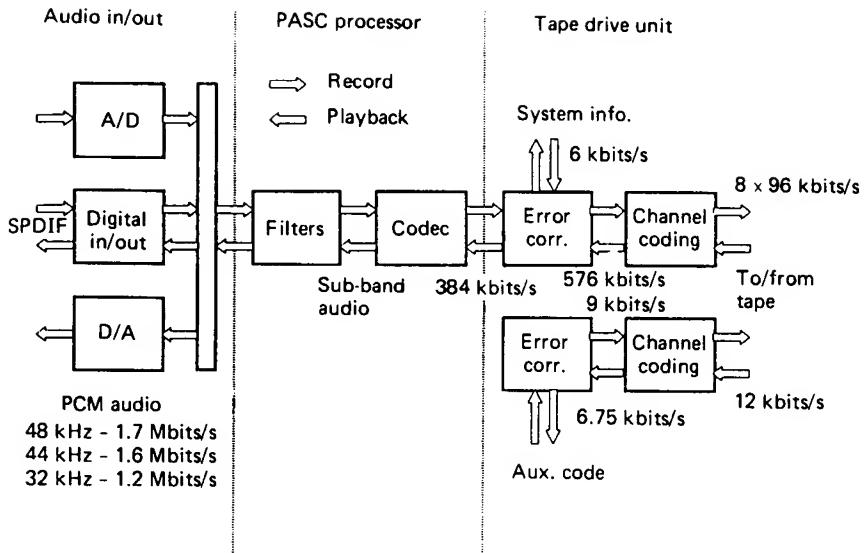 Audio in/out
PASC processor
Tape drive unit
Record
Playback
A/D
SPDIF
Digital
in/out
D/A
PCM audio
48 kHz – 1.7 Mbits/s
44 kHz – 1.6 Mbits/s
32 kHz – 1.2 Mbits/s
Filters
Codec
Sub-band
audio
384 kbits/s
System info.
6 kbits/s
Error
corr.
Channel
coding
8 x 96 kbits/s
576 kbits/s
9 kbits/s
To/from
tape
Error
corr.
Channel
coding
6.75 kbits/s
12 kbits/s
Aux. code